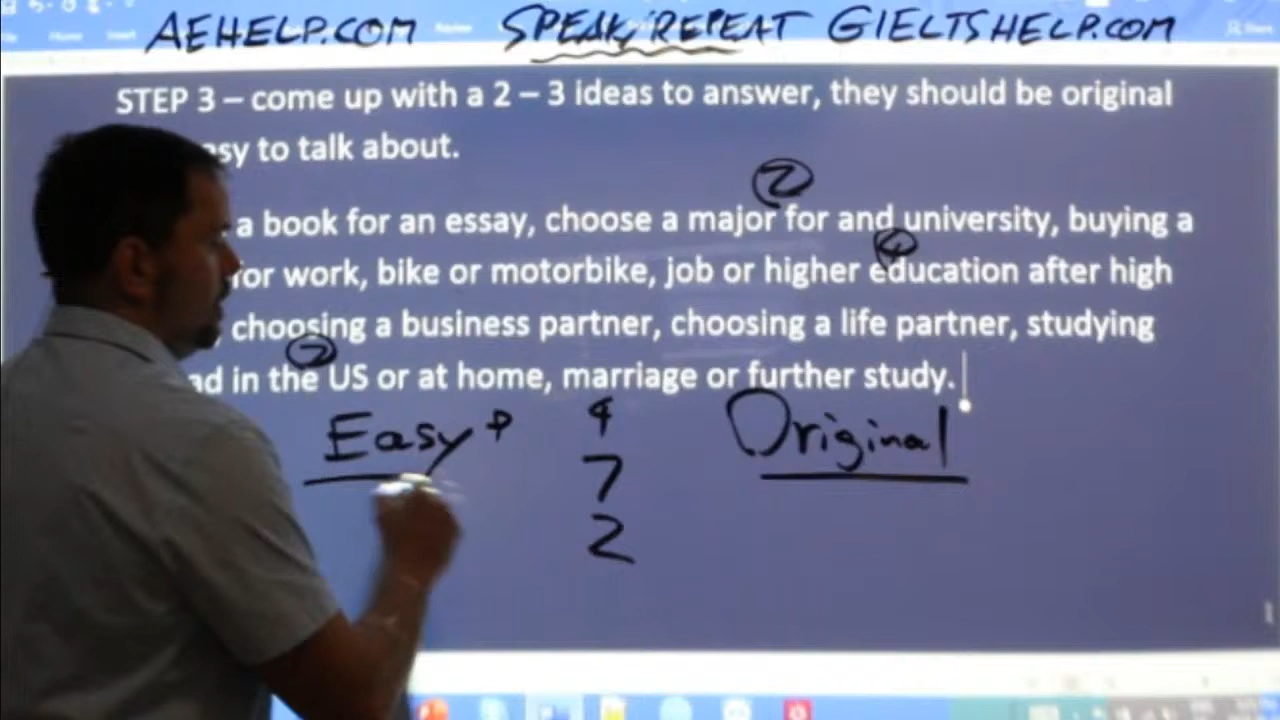 AEHELP.COM SPEAK/REPEAT GIELTSHELP.COM
STEP 3 – come up with a 2 – 3 ideas to answer, they should be original
sy to talk about.
2
a book for an essay, choose a major for and university, buying a
4
for work, bike or motorbike, job or higher education after high
, choosing a business partner, choosing a life partner, studying
d in the US or at home, marriage or further study.
Easy + 4 Original
7
2